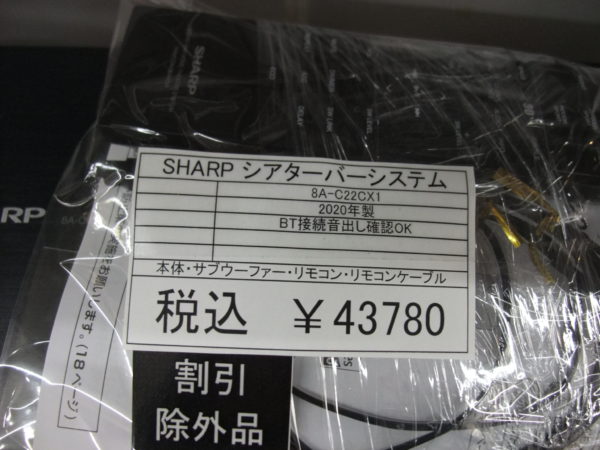 SHARP
SHARP シアターバーシステム
8A-C22CX1
2020年製
BT接続音出し確認OK
本体・サブウーファー・リモコン・リモコンケーブル
税込 ￥43780
割引
除外品
ARP
お願いします。(18ページ)